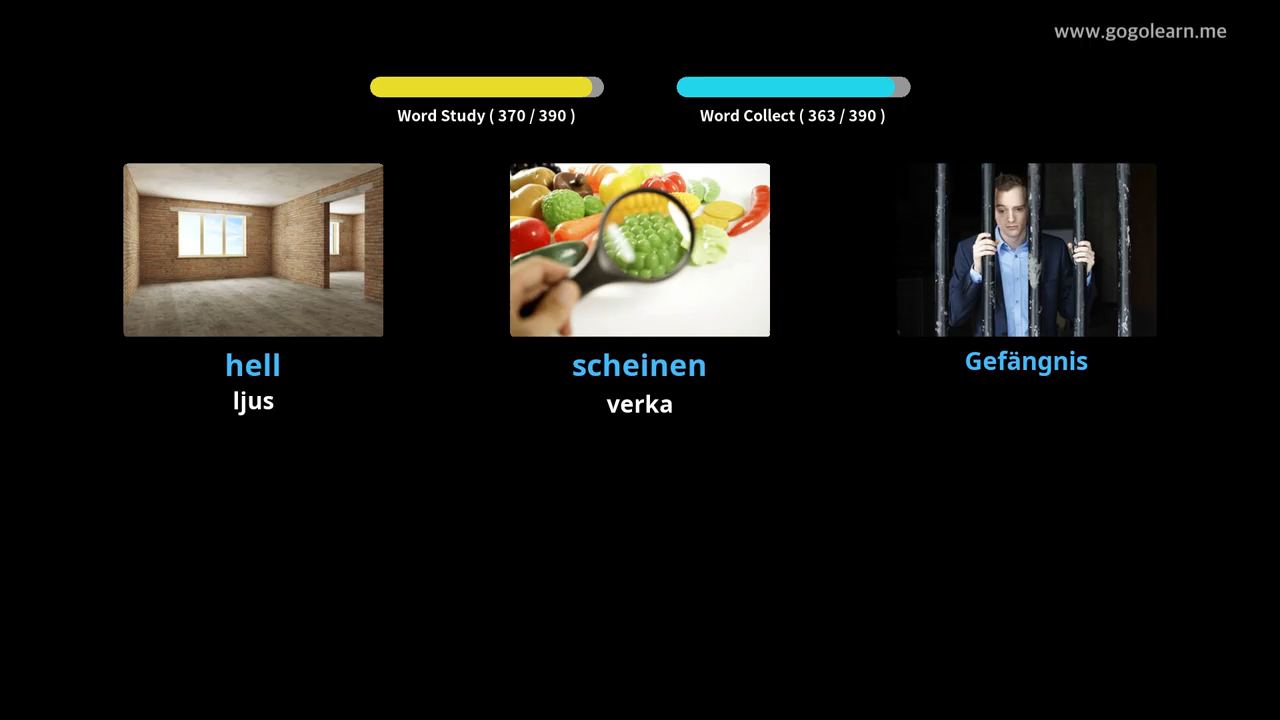 www.gogolearn.me
Word Study ( 370 / 390 )
Word Collect ( 363 / 390 )
hell
ljus
scheinen
verka
Gefängnis